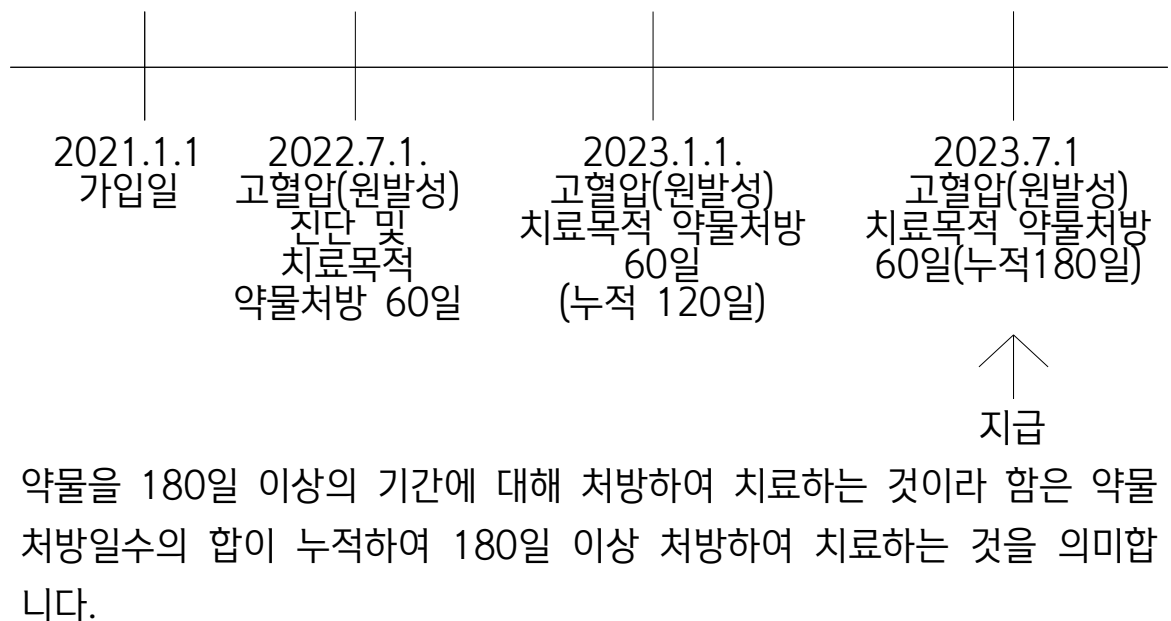 2021.1.1
가입일
2022.7.1.
고혈압(원발성)
진단 및
치료목적
약물처방 60일
2023.1.1.
고혈압(원발성)
치료목적 약물처방
60일
(누적 120일)
2023.7.1
고혈압(원발성)
치료목적 약물처방
60일(누적180일)
지급
약물을 180일 이상의 기간에 대해 처방하여 치료하는 것이라 함은 약물
처방일수의 합이 누적하여 180일 이상 처방하여 치료하는 것을 의미합
니다.